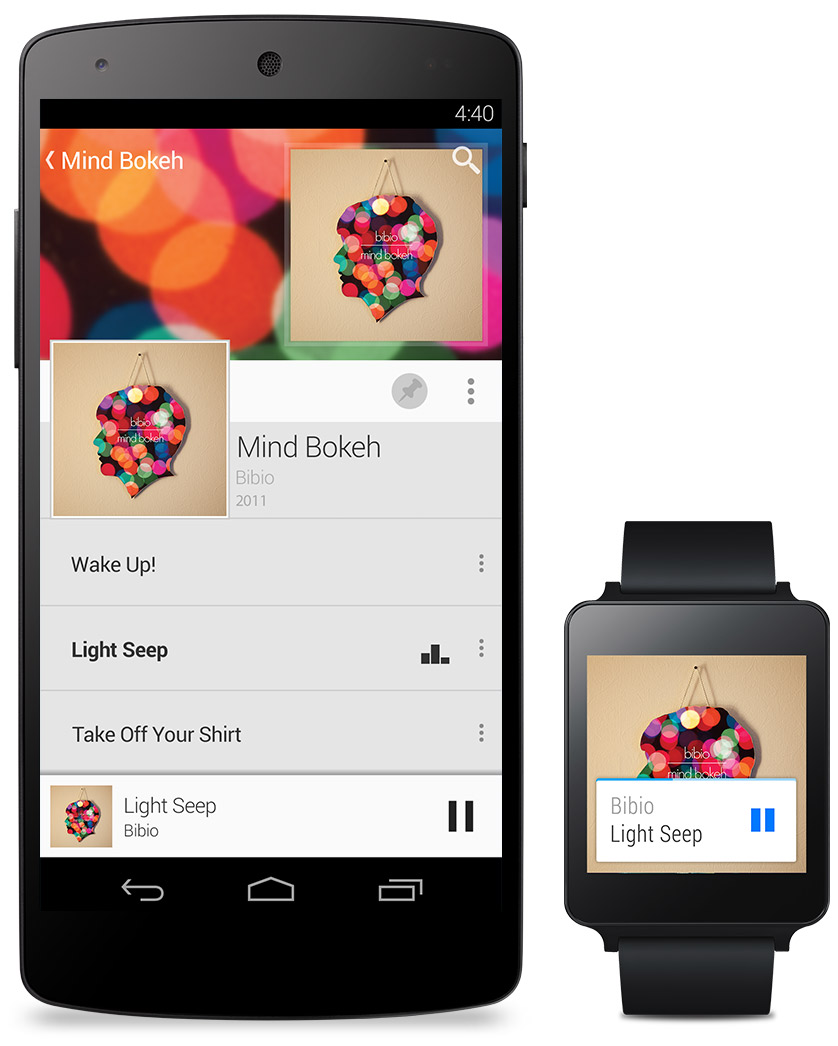 4:40
Mind Bokeh
bibio
mind bokeh
bibio
mind bokeh
Mind Bokeh
Bibio
2011
Wake Up!
Light Seep
Take Off Your Shirt
Light Seep
Bibio
bibio
mind bokeh
Bibio
Light Seep